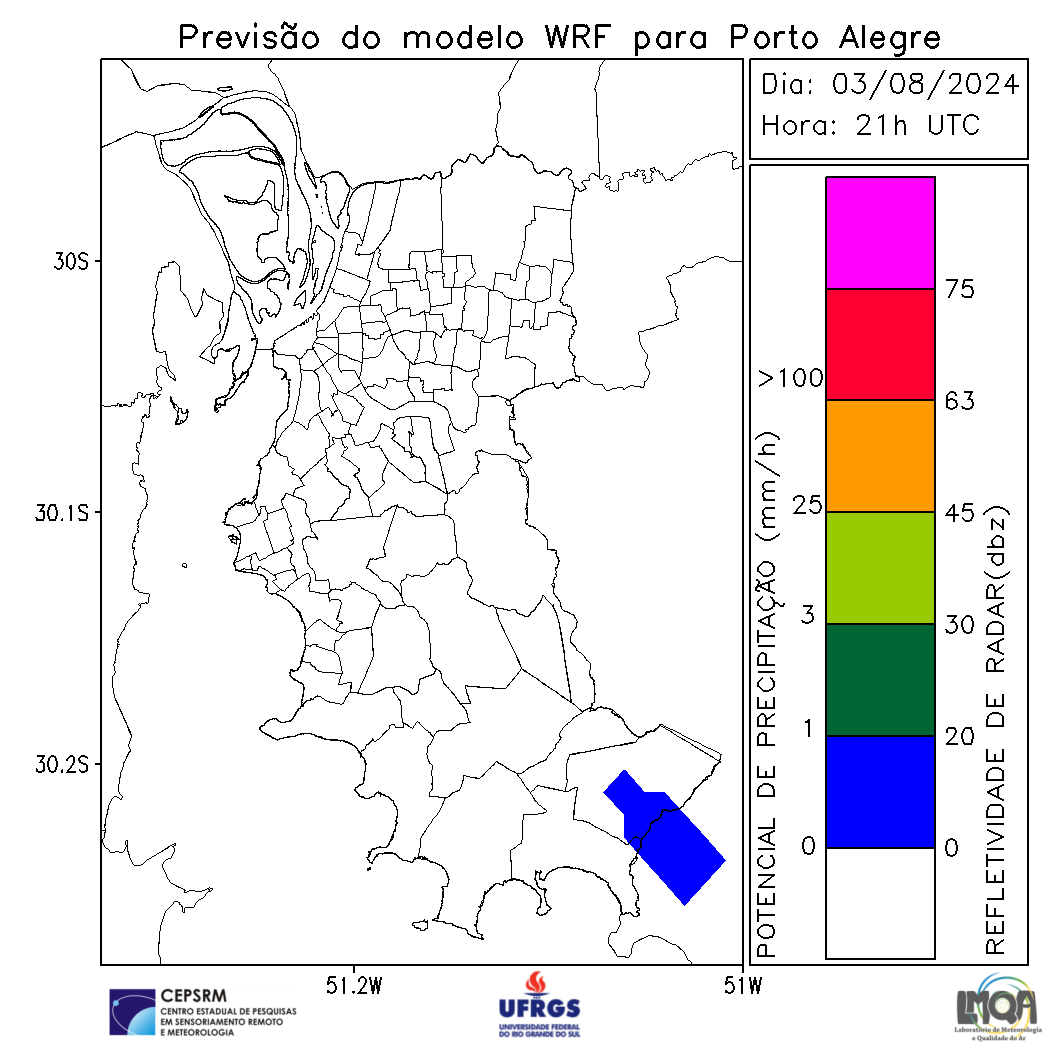 Previsão do modelo WRF para Porto Alegre
Dia: 03/08/2024
Hora: 21h UTC
30S
30.1S
30.2S
51.2W
51W
POTENCIAL DE PRECIPITAÇÃO (mm/h)
>100
25
3
1
0
75
63
45
30
20
0
REFLETIVIDADE DE RADAR(dbz)
CEPSRM
CENTRO ESTADUAL DE PESQUISAS
EM SENSORIAMENTO REMOTO
E METEOROLOGIA
UFRGS
UNIVERSIDADE FEDERAL
DO RIO GRANDE DO SUL
LMQA
Laboratório de Meteorologia
e Qualidade do Ar